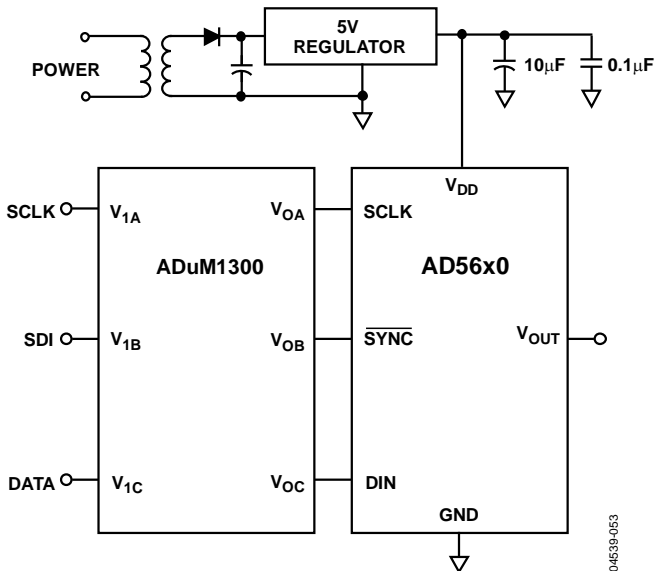 5V
REGULATOR
POWER
10µF
0.1µF
VDD
SCLK
V1A
VOA
SCLK
ADuM1300
AD56x0
SDI
V1B
VOB
SYNC
VOUT
DATA
V1C
VOC
DIN
GND
04539-053